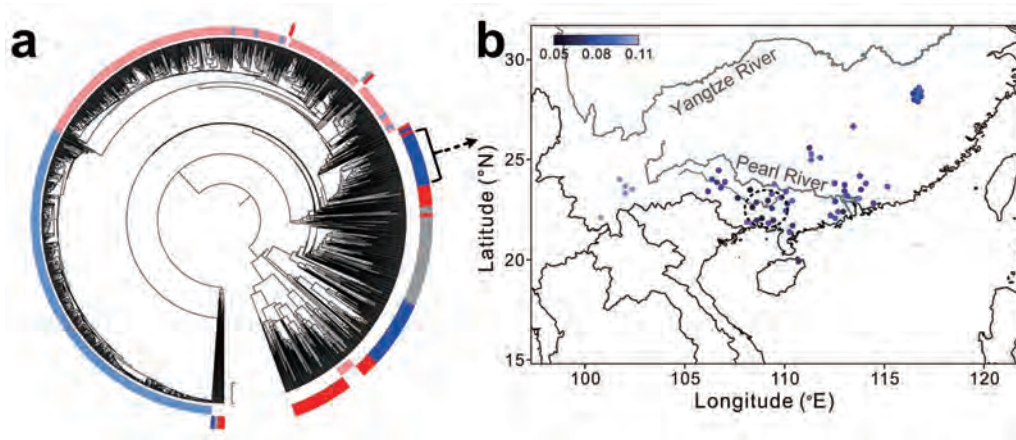 a
b
0.05 0.08 0.11
Yangtze River
Pearl River
30
25
20
15
Latitude (°N)
100 105 110 115 120
Longitude (°E)